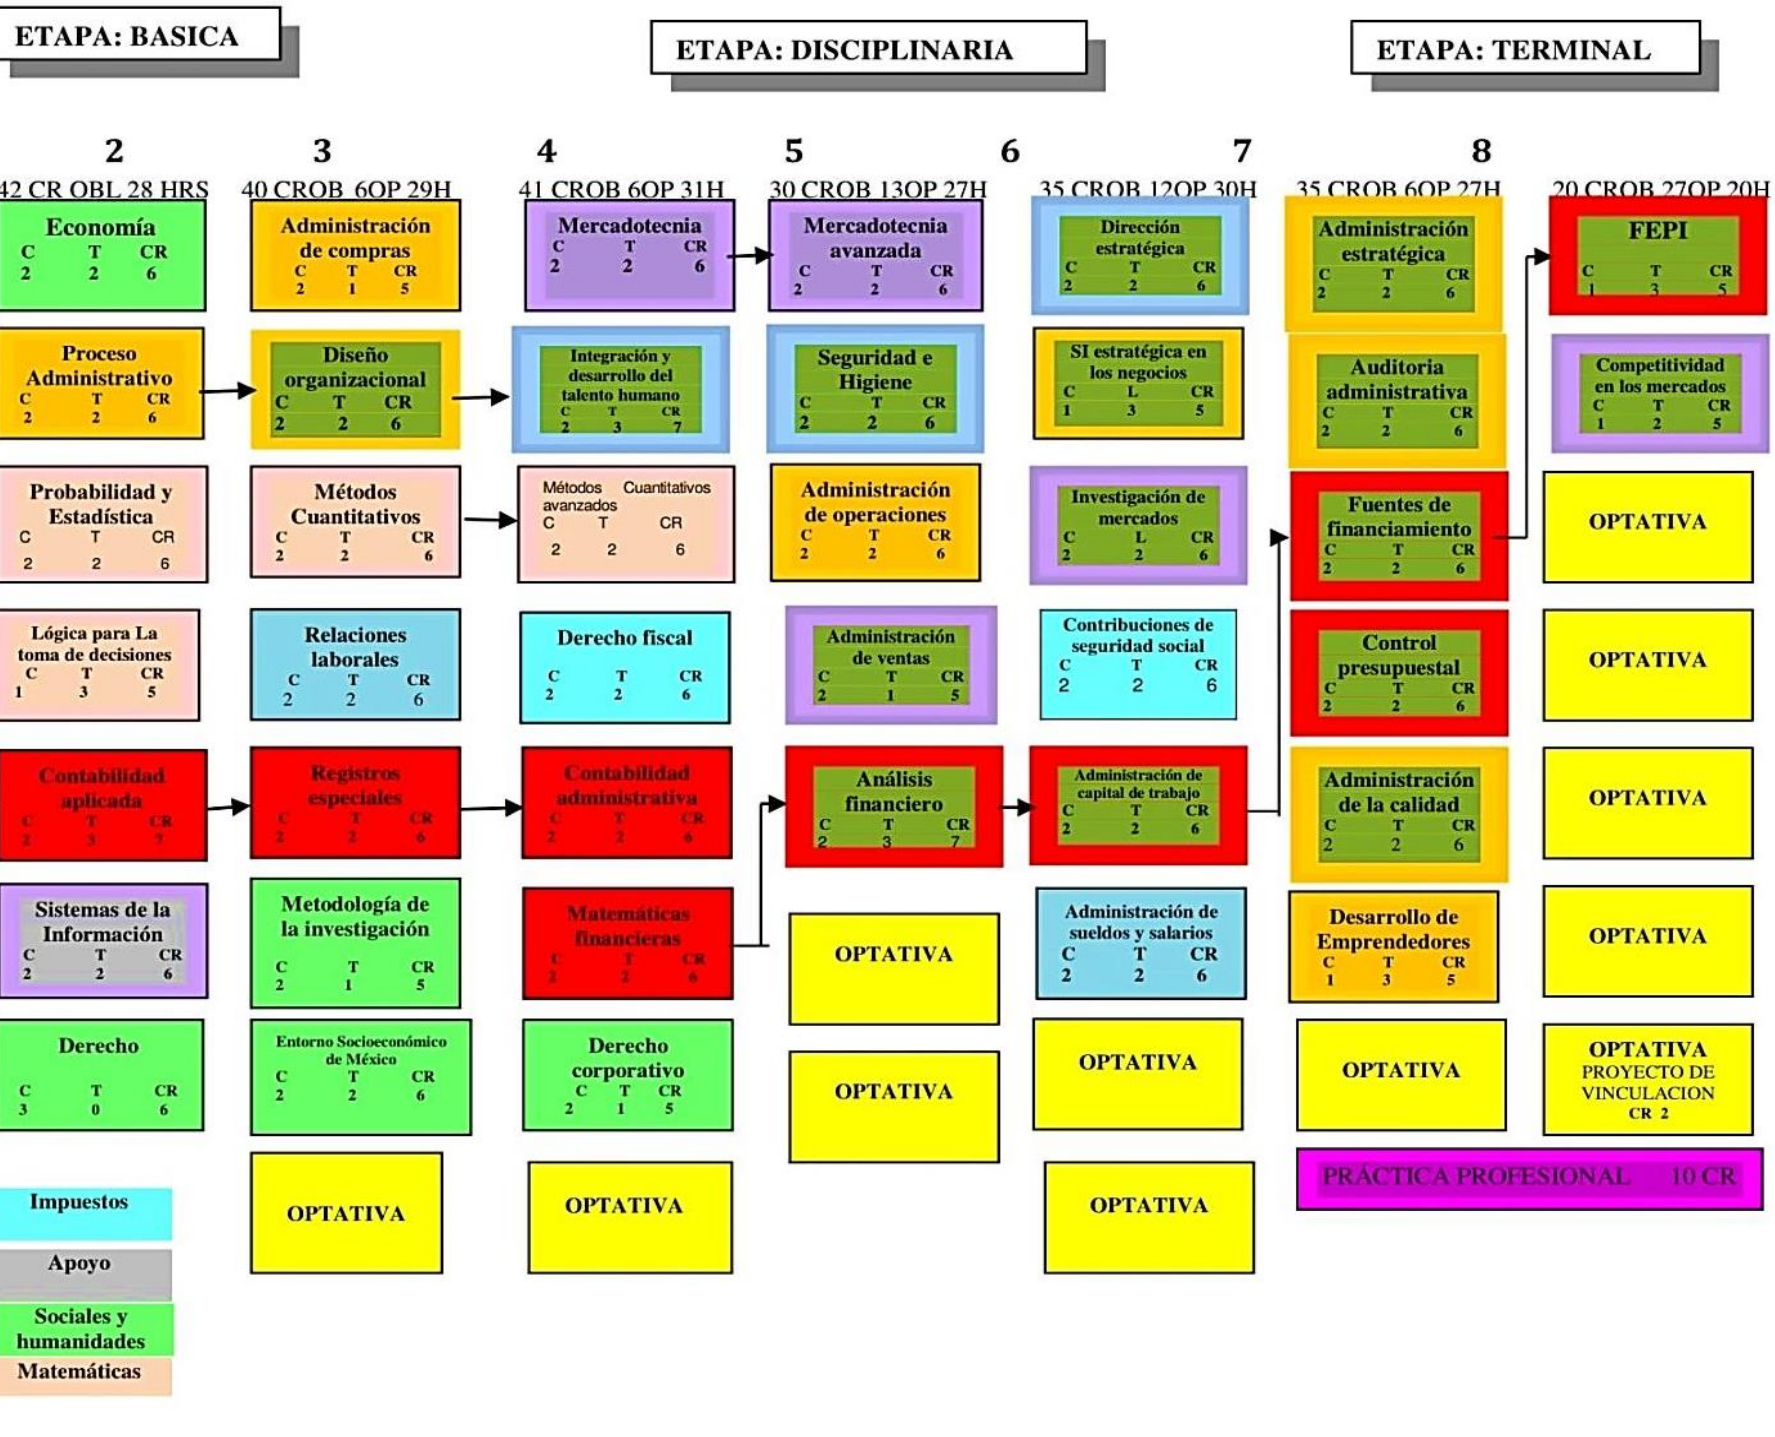 ETAPA: BASICA
ETAPA: DISCIPLINARIA
ETAPA: TERMINAL
2 3 4 5 6 7 8
42 CR OBL 28 HRS
40 CROB 6OP 29H
41 CROB 6OP 31H
30 CROB 13OP 27H
35 CROB 12OP 30H
35 CROB 6OP 27H
20 CROB 27OP 20H
Economía
C T CR
2 2 6
Proceso
Administrativo
C T CR
2 2 6
Probabilidad y
Estadística
C T CR
2 2 6
Lógica para La
toma de decisiones
C T CR
1 3 5
Contabilidad
aplicada
C T CR
2 3 7
Sistemas de la
Información
C T CR
2 2 6
Derecho
C T CR
3 0 6
Impuestos
Apoyo
Sociales y
humanidades
Matemáticas
Administración
de compras
C T CR
2 1 5
Diseño
organizacional
C T CR
2 2 6
Métodos
Cuantitativos
C T CR
2 2 6
Relaciones
laborales
C T CR
2 2 6
Registros
especiales
C T CR
2 2 6
Metodología de
la investigación
C T CR
2 1 5
Entorno Socioeconómico
de México
C T CR
2 2 6
OPTATIVA
Mercadotecnia
C T CR
2 2 6
Integración y
desarrollo del
talento humano
C T CR
2 3 7
Métodos Cuantitativos
avanzados
C T CR
2 2 6
Derecho fiscal
C T CR
2 2 6
Contabilidad
administrativa
C T CR
2 2 6
Matemáticas
financieras
C T CR
2 2 6
Derecho
corporativo
C T CR
2 1 5
OPTATIVA
Mercadotecnia
avanzada
C T CR
2 2 6
Seguridad e
Higiene
C T CR
2 2 6
Administración
de operaciones
C T CR
2 2 6
Administración
de ventas
C T CR
2 1 5
Análisis
financiero
C T CR
2 3 7
OPTATIVA
OPTATIVA
Dirección
estratégica
C T CR
2 2 6
SI estratégica en
los negocios
C L CR
1 3 5
Investigación de
mercados
C L CR
2 2 6
Contribuciones de
seguridad social
C T CR
2 2 6
Administración de
capital de trabajo
C T CR
2 2 6
Administración de
sueldos y salarios
C T CR
2 2 6
OPTATIVA
OPTATIVA
Administración
estratégica
C T CR
2 2 6
Auditoria
administrativa
C T CR
2 2 6
Fuentes de
financiamiento
C T CR
2 2 6
Control
presupuestal
C T CR
2 2 6
Administración
de la calidad
C T CR
2 2 6
Desarrollo de
Emprendedores
C T CR
1 3 5
OPTATIVA
FEPI
C T CR
1 3 5
Competitividad
en los mercados
C T CR
1 2 5
OPTATIVA
OPTATIVA
OPTATIVA
OPTATIVA
OPTATIVA
PROYECTO DE
VINCULACION
CR 2
PRÁCTICA PROFESIONAL 10 CR